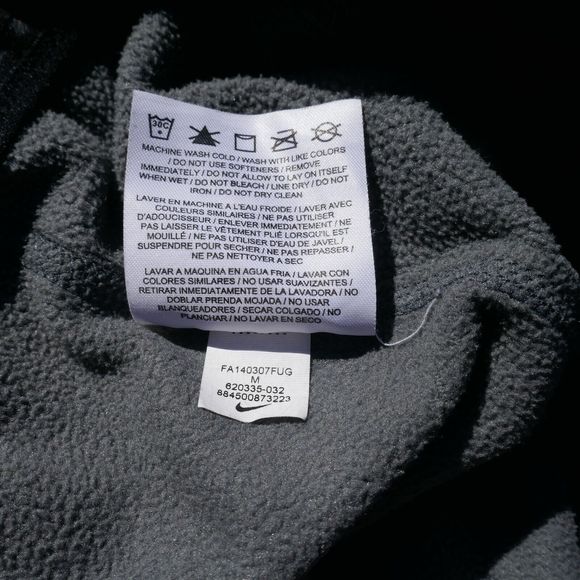 30C
MACHINE WASH COLD / WASH WITH LIKE COLORS
/ DO NOT USE SOFTENERS / REMOVE
IMMEDIATELY / DO NOT ALLOW TO LAY ON ITSELF
WHEN WET / DO NOT BLEACH / LINE DRY / DO NOT
IRON / DO NOT DRY CLEAN
LAVER EN MACHINE A L'EAU FROIDE / LAVER AVEC
COULEURS SIMILAIRES / NE PAS UTILISER
D'ADOUCISSEUR / ENLEVER IMMEDIATEMENT / NE
PAS LAISSER LE VÊTEMENT PLIÉ LORSQU'IL EST
MOUILLÉ / NE PAS UTILISER D'EAU DE JAVEL /
SUSPENDRE POUR SECHER / NE PAS REPASSER /
NE PAS NETTOYER A SEC
LAVAR A MAQUINA EN AGUA FRIA / LAVAR CON
COLORES SIMILARES / NO USAR SUAVIZANTES /
RETIRAR IMMEDIATAMENTE DE LA LAVADORA / NO
DOBLAR PRENDA MOJADA / NO USAR
BLANQUEADORES / SECAR COLGADO / NO
PLANCHAR / NO LAVAR EN SECO
FA140307FUG
M
620335-032
884500873223